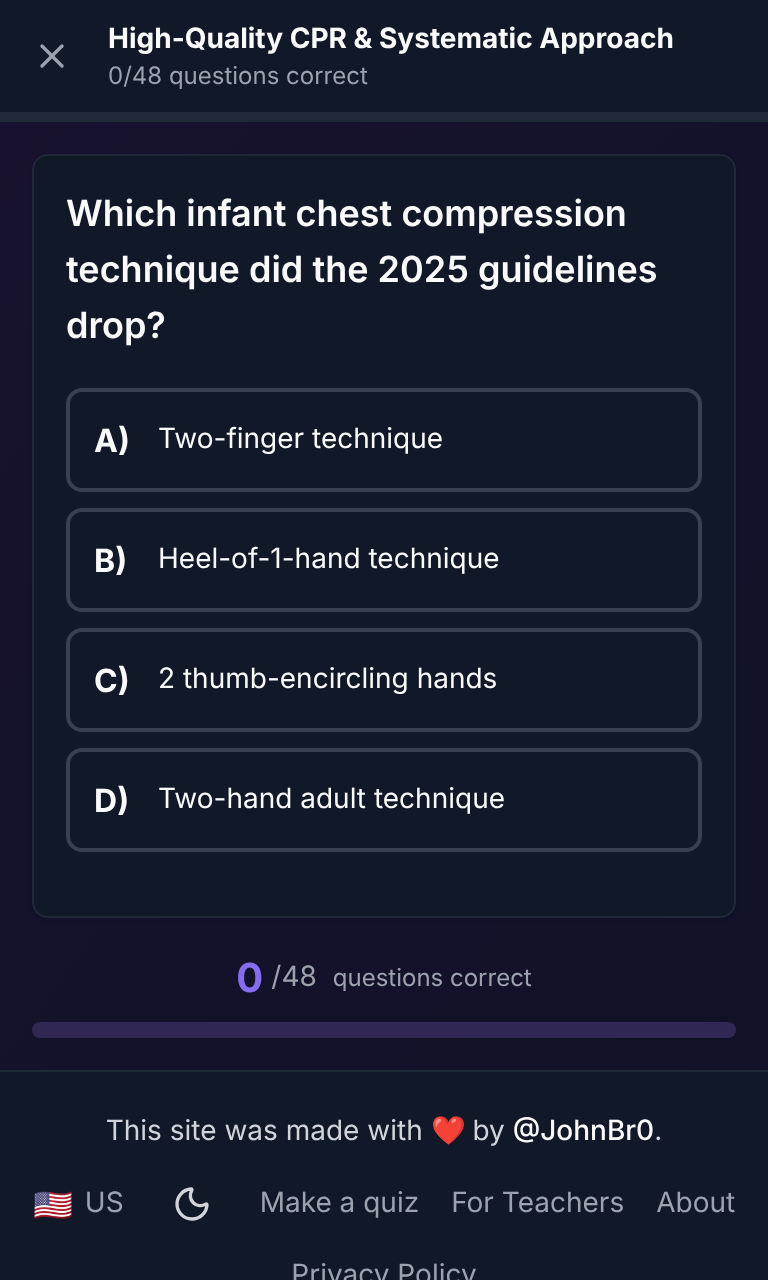 High-Quality CPR & Systematic Approach
0/48 questions correct
Which infant chest compression
technique did the 2025 guidelines
drop?
A) Two-finger technique
B) Heel-of-1-hand technique
C) 2 thumb-encircling hands
D) Two-hand adult technique
0 /48 questions correct
This site was made with ❤️ by @JohnBr0.
🇺🇸 US Make a quiz For Teachers About
Privacy Policy